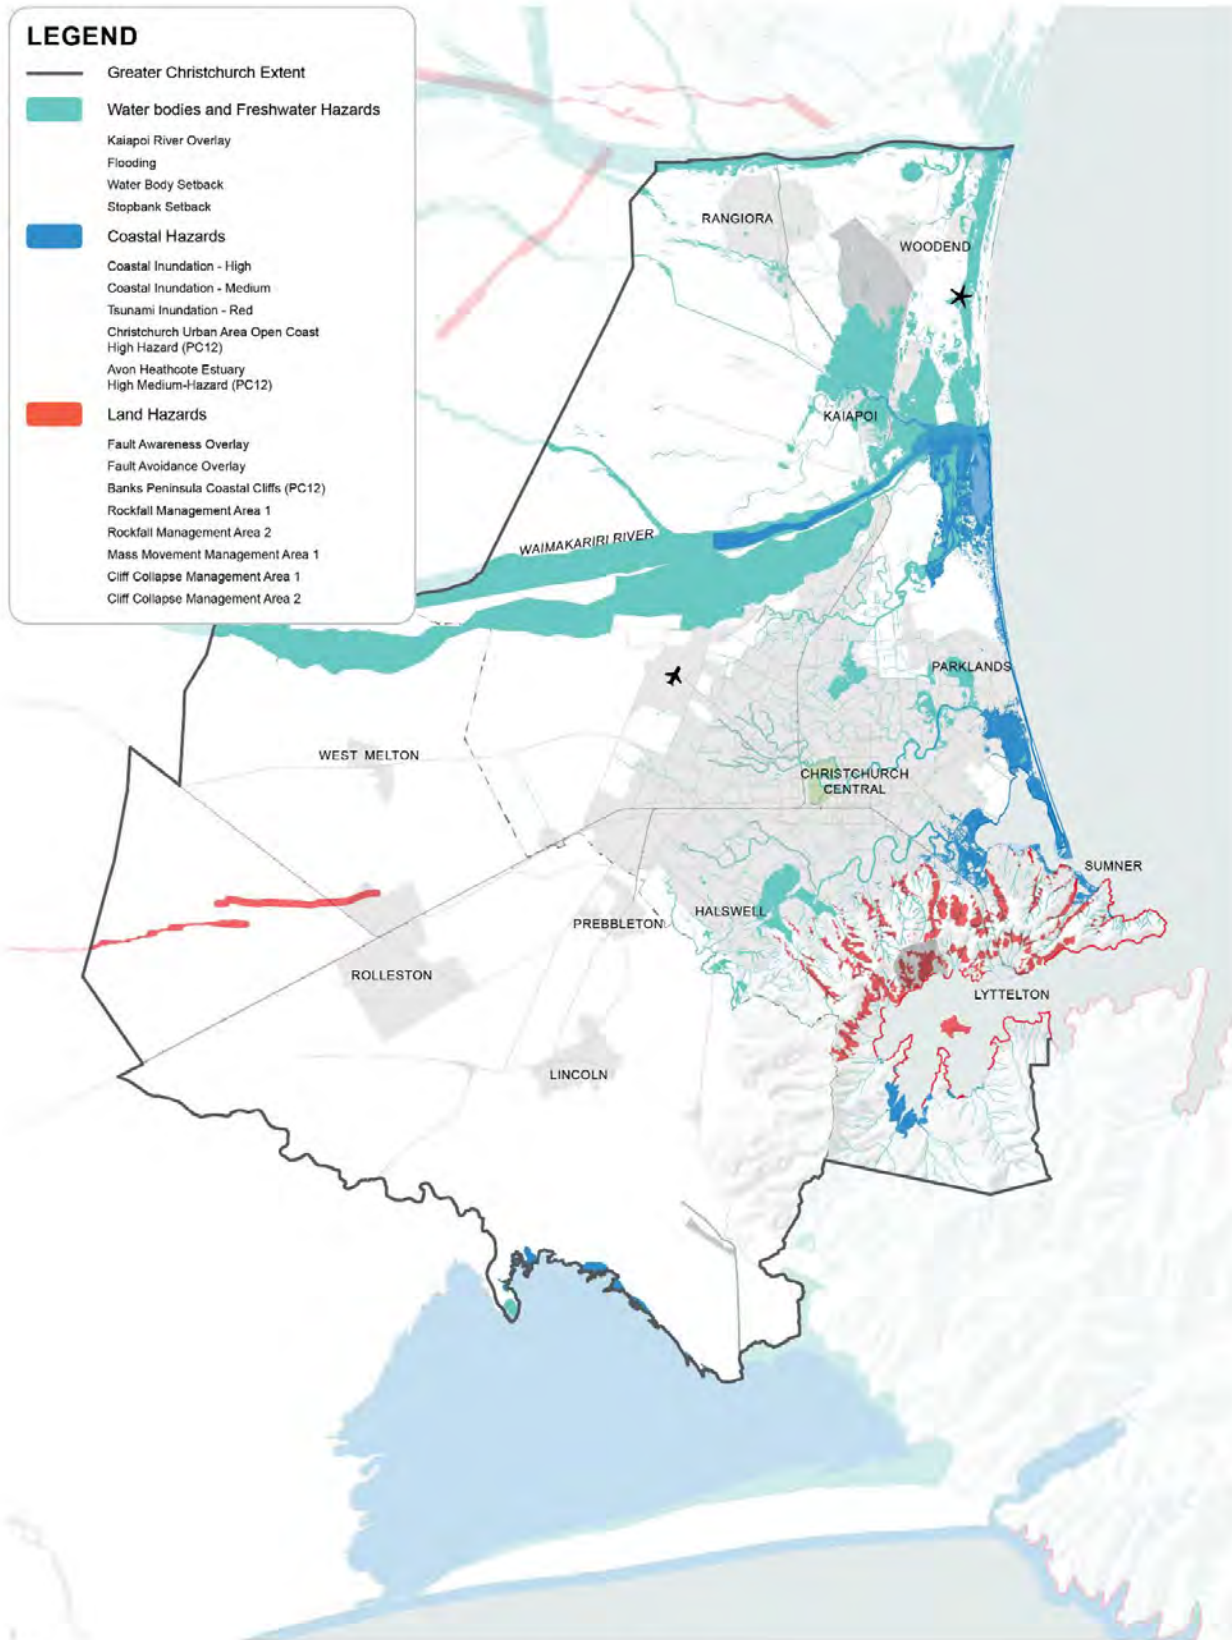 LEGEND
Greater Christchurch Extent
Water bodies and Freshwater Hazards
Kaiapoi River Overlay
Flooding
Water Body Setback
Stopbank Setback
Coastal Hazards
Coastal Inundation - High
Coastal Inundation - Medium
Tsunami Inundation - Red
Christchurch Urban Area Open Coast
High Hazard (PC12)
Avon Heathcote Estuary
High Medium-Hazard (PC12)
Land Hazards
Fault Awareness Overlay
Fault Avoidance Overlay
Banks Peninsula Coastal Cliffs (PC12)
Rockfall Management Area 1
Rockfall Management Area 2
Mass Movement Management Area 1
Cliff Collapse Management Area 1
Cliff Collapse Management Area 2
RANGIORA
WOODEND
KAIAPOI
WAIMAKARIRI RIVER
PARKLANDS
WEST MELTON
CHRISTCHURCH
CENTRAL
SUMNER
HALSWELL
PREBBLETON
ROLLESTON
LYTTELTON
LINCOLN